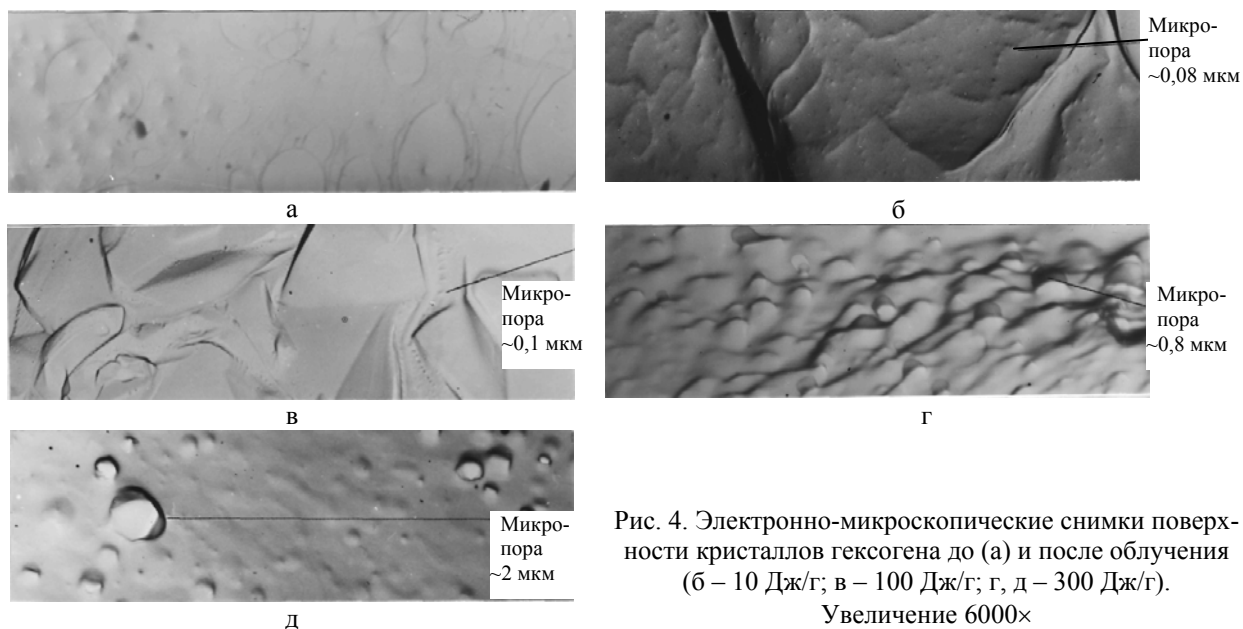 Микро-
пора
~0,08 мкм
а
б
Микро-
пора
~0,1 мкм
Микро-
пора
~0,8 мкм
в
г
Микро-
пора
~2 мкм
д
Рис. 4. Электронно-микроскопические снимки поверх-
ности кристаллов гексогена до (а) и после облучения
(б – 10 Дж/г; в – 100 Дж/г; г, д – 300 Дж/г).
Увеличение 6000×